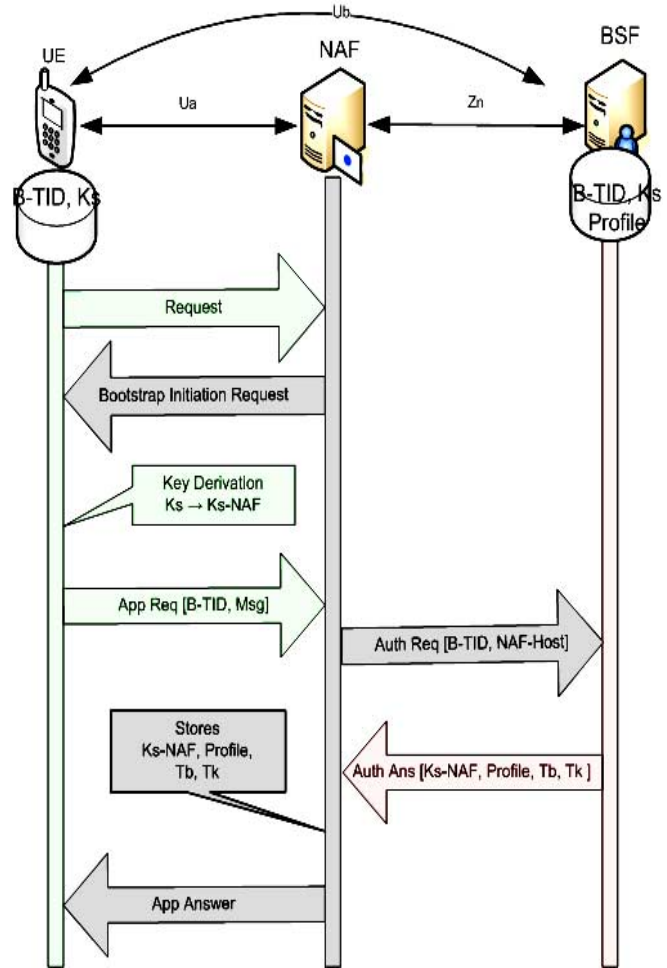 Ub
UE
NAF
BSF
Ua
Zn
B-TID, Ks
B-TID, Ks
Profile
Request
Bootstrap Initiation Request
Key Derivation
Ks → Ks-NAF
App Req [B-TID, Msg]
Auth Req [B-TID, NAF-Host]
Stores
Ks-NAF, Profile,
Tb, Tk
Auth Ans [Ks-NAF, Profile, Tb, Tk ]
App Answer